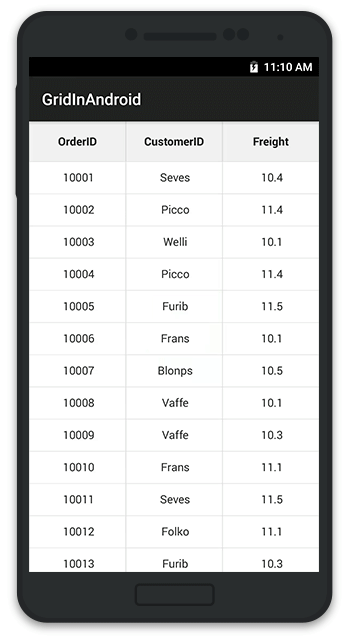 11:10 AM
GridInAndroid
OrderID CustomerID Freight
10001 Seves 10.4
10002 Picco 11.4
10003 Welli 10.1
10004 Picco 11.4
10005 Furib 11.5
10006 Frans 10.1
10007 Blonps 10.5
10008 Vaffe 10.1
10009 Vaffe 10.3
10010 Frans 11.1
10011 Seves 11.5
10012 Folko 11.1
10013 Furib 10.3